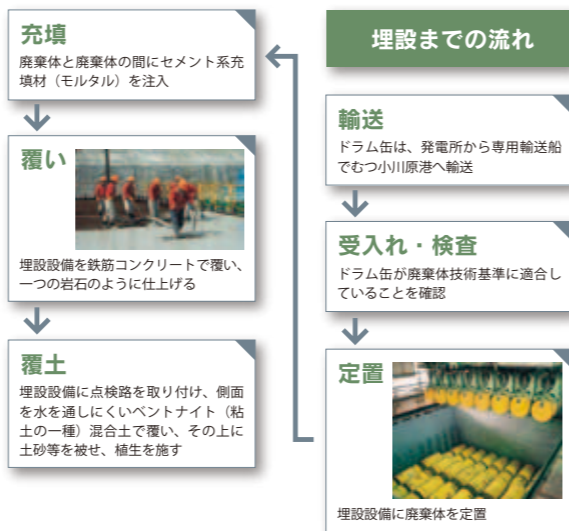 埋設までの流れ
輸送
ドラム缶は、発電所から専用輸送船
でむつ小川原港へ輸送
受入れ・検査
ドラム缶が廃棄体技術基準に適合し
ていることを確認
定置
埋設設備に廃棄体を定置
充填
廃棄体と廃棄体の間にセメント系充
填材（モルタル）を注入
覆い
埋設設備を鉄筋コンクリートで覆い、
一つの岩石のように仕上げる
覆土
埋設設備に点検路を取り付け、側面
を水を通しにくいベントナイト（粘
土の一種）混合土で覆い、その上に
土砂等を被せ、植生を施す